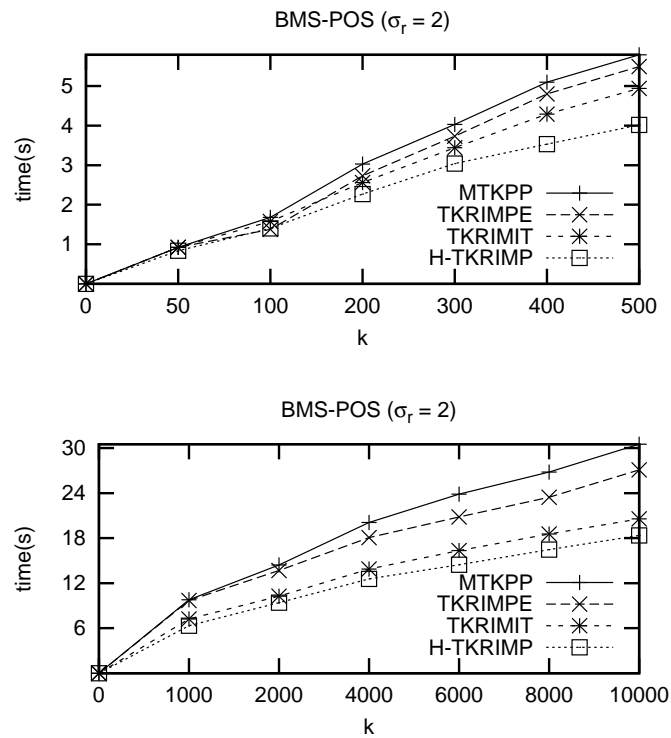 BMS-POS (σr = 2)
5
4
3
2
1
time(s)
MTKPP
TKRIMPE
TKRIMIT
H-TKRIMP
0 50 100 200 300 400 500
k
BMS-POS (σr = 2)
30
24
18
12
6
time(s)
MTKPP
TKRIMPE
TKRIMIT
H-TKRIMP
0 1000 2000 4000 6000 8000 10000
k